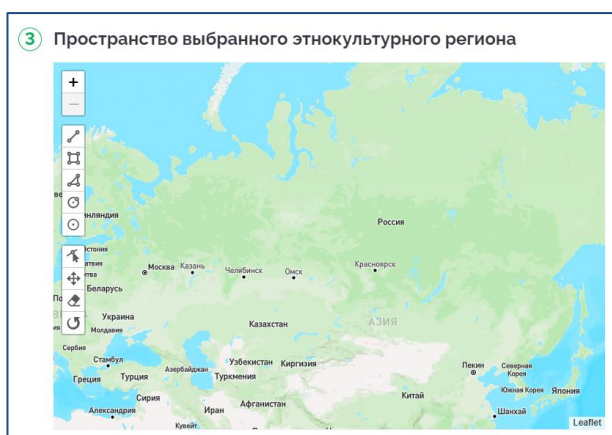 3 Пространство выбранного этнокультурного региона
+
−
Россия
нляндия
Эстония
Москва Казань
Челябинск
Омск
Красноярск
Беларусь
Украина
Молдавия
Казахстан
АЗИЯ
Сербия
Стамбул
Азербайджан
Узбекистан
Киргизия
Туркмения
Греция
Турция
Пекин
Северная
Корея
Южная Корея
Япония
Сирия
Иран
Афганистан
Китай
Александрия
Шанхай
Кувейт
Leaflet